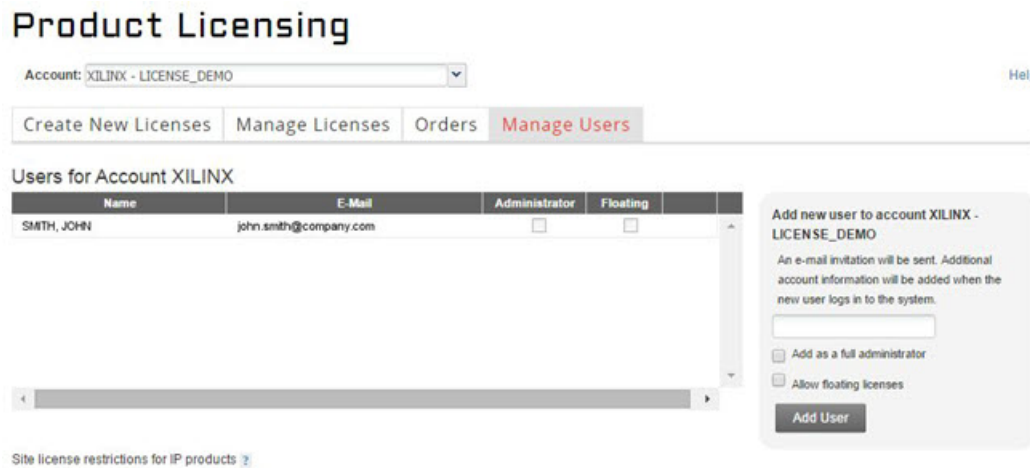 Product Licensing
Account: XILINX - LICENSE_DEMO
Hel
Create New Licenses Manage Licenses Orders Manage Users
Users for Account XILINX
Name E-Mail Administrator Floating
SMITH, JOHN john.smith@company.com
Add new user to account XILINX -
LICENSE_DEMO
An e-mail invitation will be sent. Additional
account information will be added when the
new user logs in to the system.
Add as a full administrator
Allow floating licenses
Add User
Site license restrictions for IP products ?